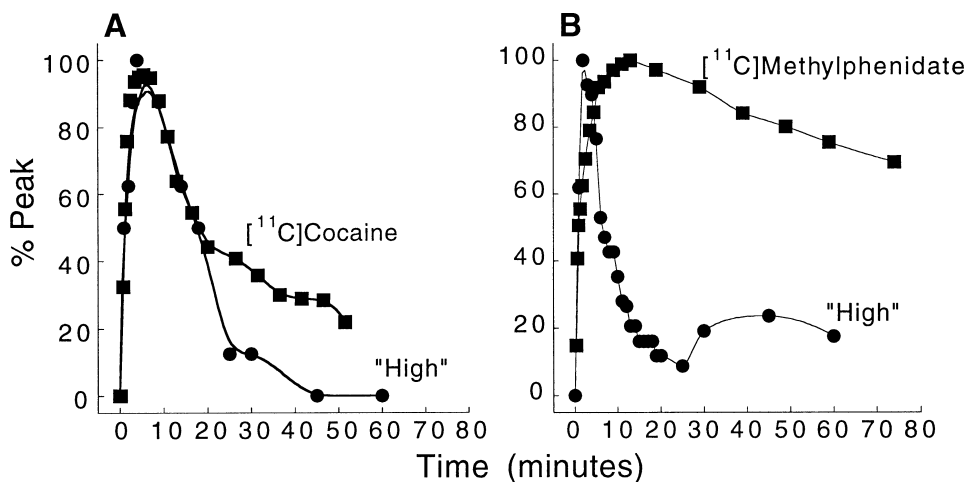 A
B
100
80
60
40
20
0
% Peak
[11C]Cocaine
"High"
0 10 20 30 40 50 60 70 80
100
80
60
40
20
0
[11C]Methylphenidate
"High"
0 10 20 30 40 50 60 70 80
Time (minutes)